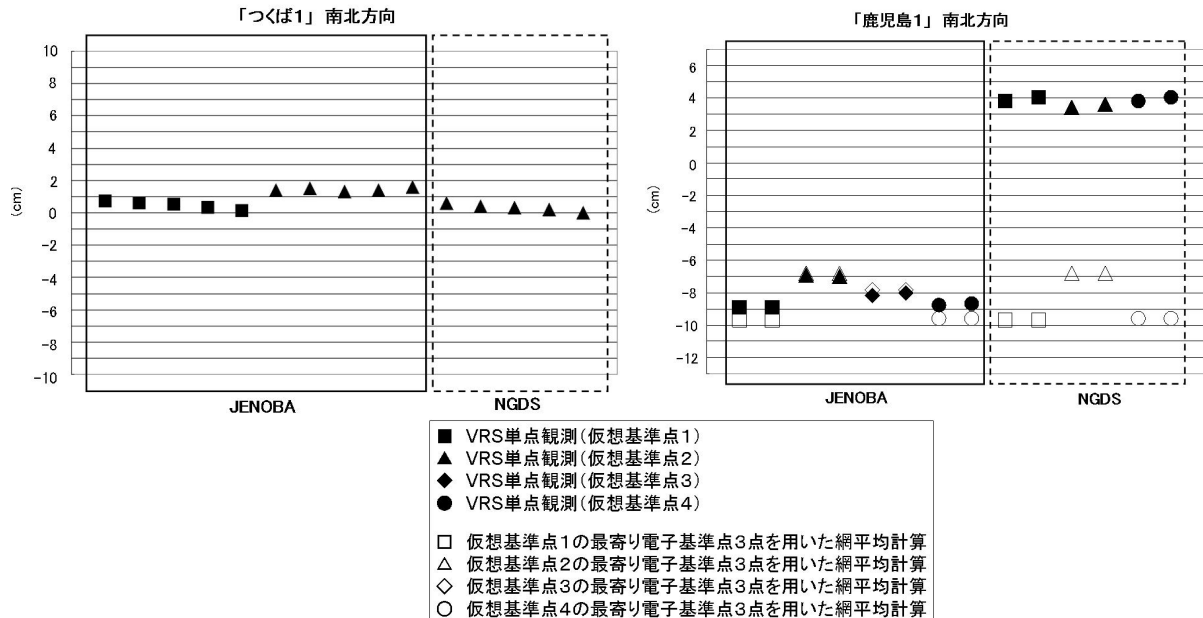 「つくば1」 南北方向
10
8
6
4
2
0
-2
-4
-6
-8
-10
(cm)
JENOBA
NGDS
「鹿児島1」 南北方向
6
4
2
0
-2
-4
-6
-8
-10
-12
(cm)
JENOBA
NGDS
■ VRS単点観測(仮想基準点1)
▲ VRS単点観測(仮想基準点2)
◆ VRS単点観測(仮想基準点3)
● VRS単点観測(仮想基準点4)
□ 仮想基準点1の最寄り電子基準点3点を用いた網平均計算
△ 仮想基準点2の最寄り電子基準点3点を用いた網平均計算
◇ 仮想基準点3の最寄り電子基準点3点を用いた網平均計算
○ 仮想基準点4の最寄り電子基準点3点を用いた網平均計算